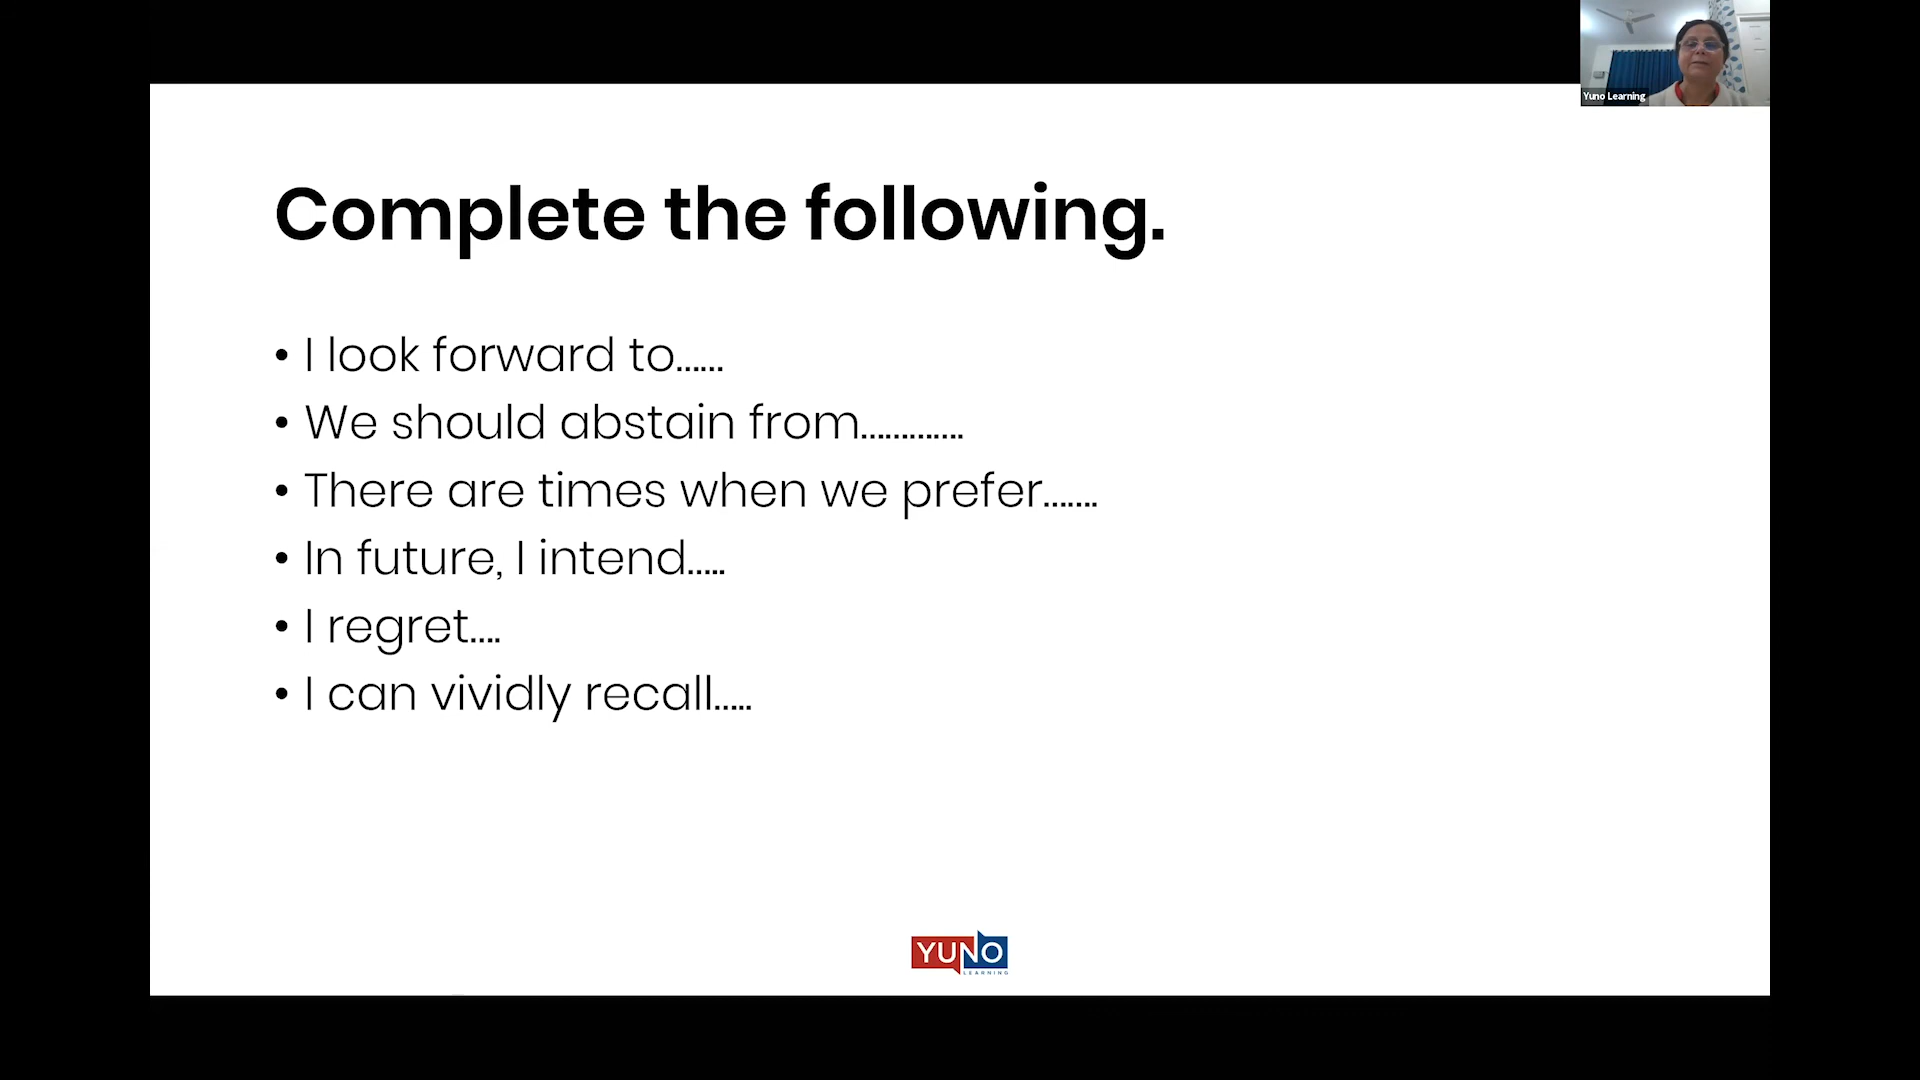 Yuno Learning
Complete the following.
• I look forward to......
• We should abstain from.............
• There are times when we prefer.......
• In future, I intend.....
• I regret....
• I can vividly recall.....
YUNO
LEARNING